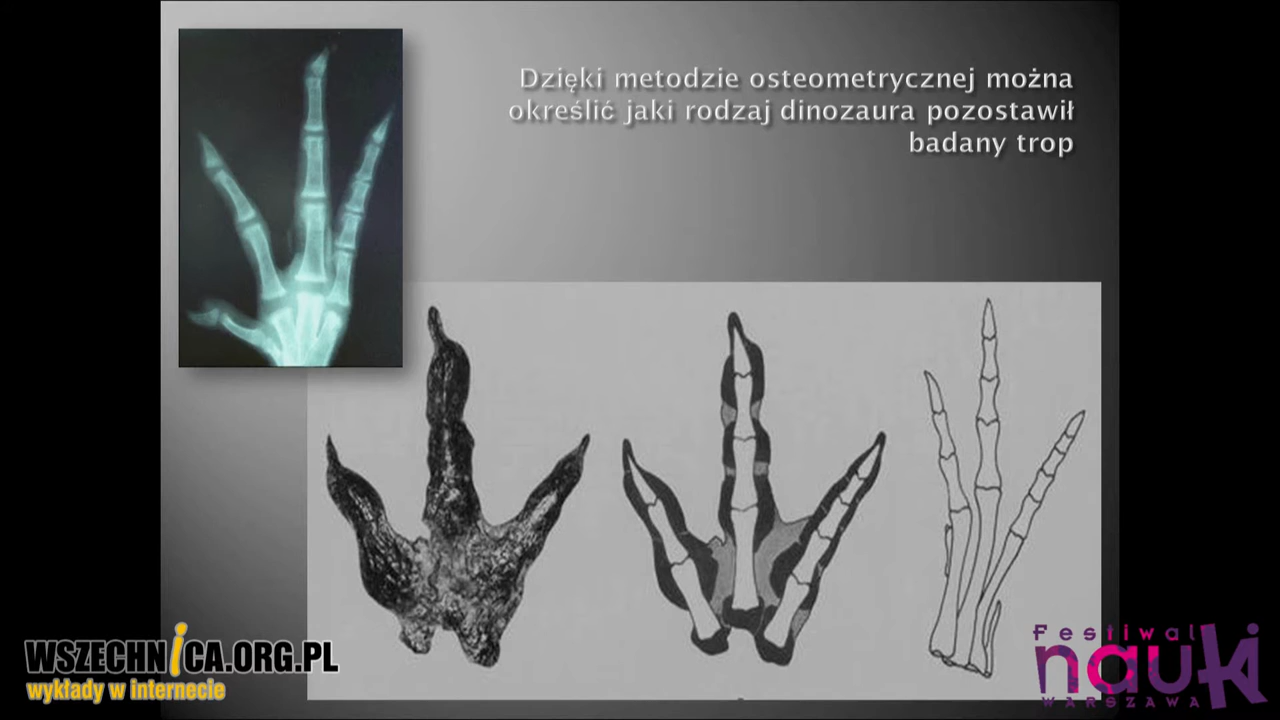 Dzięki metodzie osteometrycznej można
określić jaki rodzaj dinozaura pozostawił
badany trop
WSZECHNiCA.ORG.PL
wykłady w internecie
Festiwal
nauki
WARSZAWA